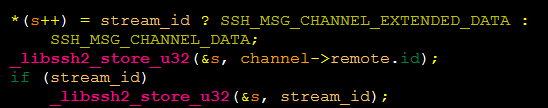 *(s++) = stream_id ? SSH_MSG_CHANNEL_EXTENDED_DATA :
    SSH_MSG_CHANNEL_DATA;
_libssh2_store_u32(&s, channel->remote.id);
if (stream_id)
    _libssh2_store_u32(&s, stream_id);